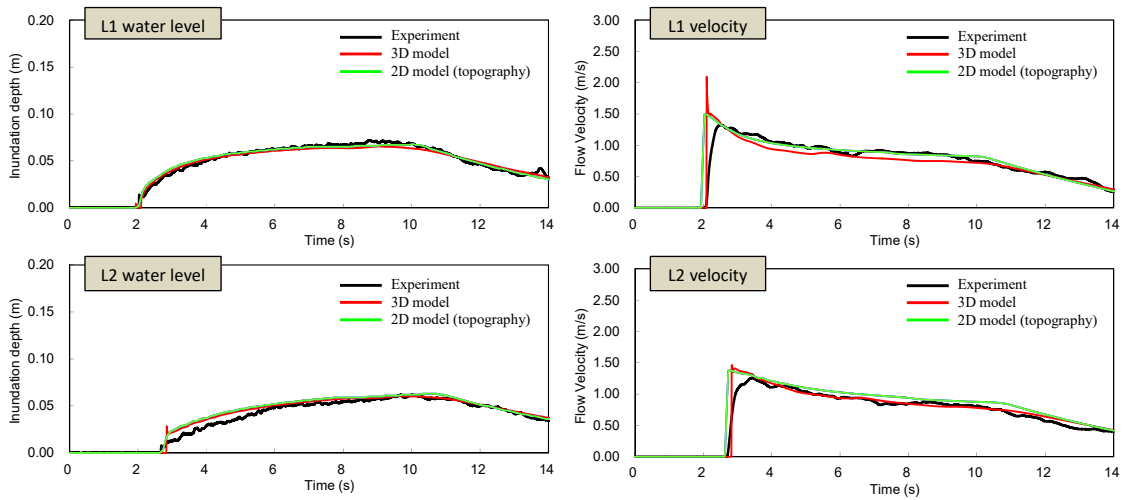 L1 water level
Experiment
3D model
2D model (topography)
Inundation depth (m)
0.20
0.15
0.10
0.05
0.00
0 2 4 6 8 10 12 14
Time (s)
L1 velocity
Experiment
3D model
2D model (topography)
Flow Velocity (m/s)
3.00
2.50
2.00
1.50
1.00
0.50
0.00
0 2 4 6 8 10 12 14
Time (s)
L2 water level
Experiment
3D model
2D model (topography)
Inundation depth (m)
0.20
0.15
0.10
0.05
0.00
0 2 4 6 8 10 12 14
Time (s)
L2 velocity
Experiment
3D model
2D model (topography)
Flow Velocity (m/s)
3.00
2.50
2.00
1.50
1.00
0.50
0.00
0 2 4 6 8 10 12 14
Time (s)